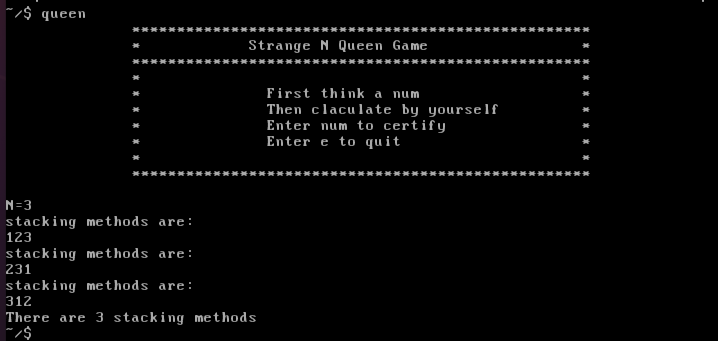 ~/$ queen
***************************************************
* Strange N Queen Game *
***************************************************
* *
* First think a num *
* Then claculate by yourself *
* Enter num to certify *
* Enter e to quit *
* *
***************************************************
N=3
stacking methods are:
123
stacking methods are:
231
stacking methods are:
312
There are 3 stacking methods
~/$